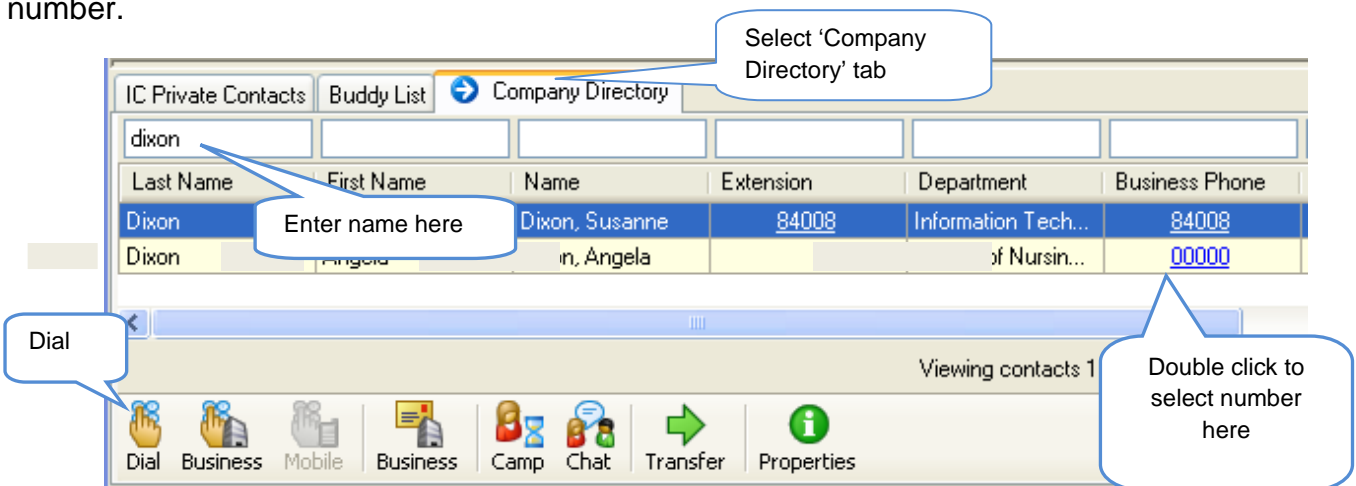 number.
Select ‘Company
Directory’ tab
IC Private Contacts Buddy List Company Directory
dixon
Last Name First Name Name Extension Department Business Phone
Enter name here
Dixon Dixon, Susanne 84008 Information Tech... 84008
Dixon Angela on, Angela of Nursin... 00000
Dial
Viewing contacts 1
Double click to
select number
here
Dial Business Mobile Business Camp Chat Transfer Properties